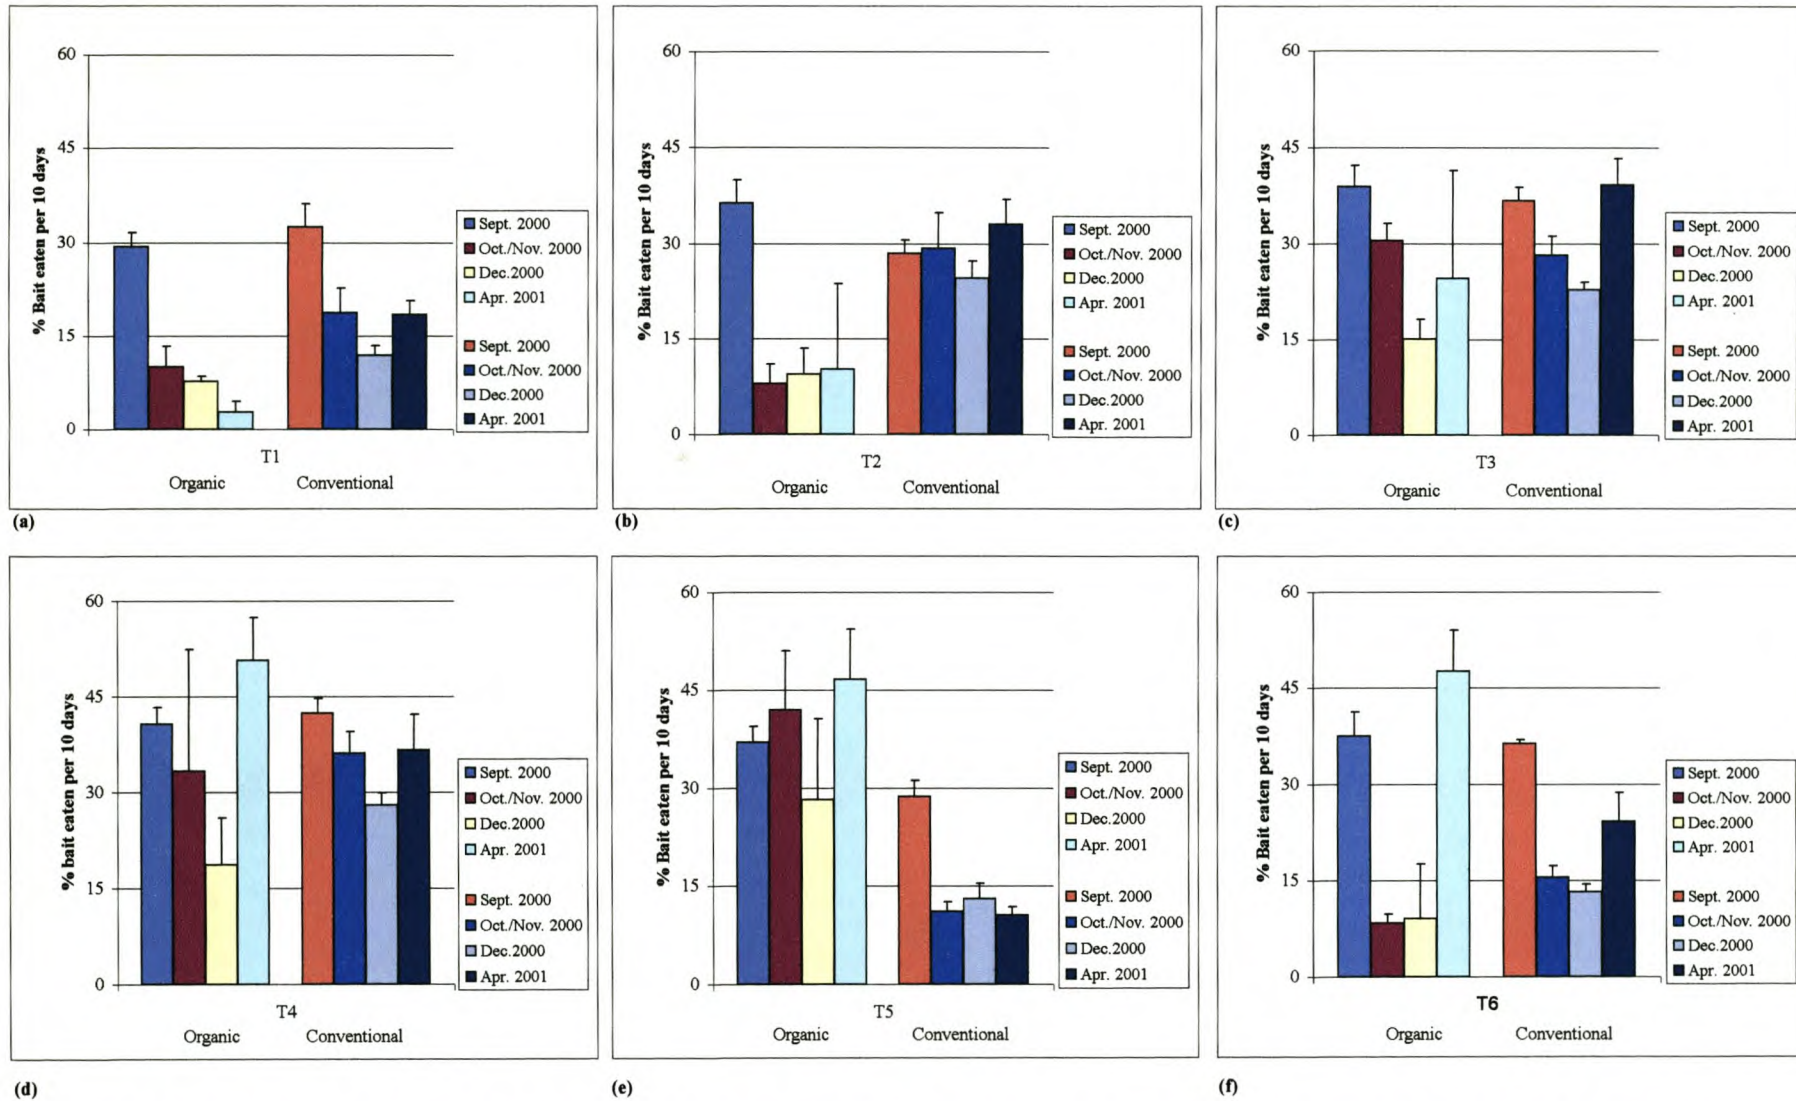 % Bait eaten per 10 days
60
45
30
15
0
Sept. 2000
Oct./Nov. 2000
Dec.2000
Apr. 2001
Sept. 2000
Oct./Nov. 2000
Dec.2000
Apr. 2001
T1
Organic Conventional
(a)
% Bait eaten per 10 days
60
45
30
15
0
Sept. 2000
Oct./Nov. 2000
Dec.2000
Apr. 2001
Sept. 2000
Oct./Nov. 2000
Dec.2000
Apr. 2001
T2
Organic Conventional
(b)
% Bait eaten per 10 days
60
45
30
15
0
Sept. 2000
Oct./Nov. 2000
Dec.2000
Apr. 2001
Sept. 2000
Oct./Nov. 2000
Dec.2000
Apr. 2001
T3
Organic Conventional
(c)
% bait eaten per 10 days
60
45
30
15
0
Sept. 2000
Oct./Nov. 2000
Dec.2000
Apr. 2001
Sept. 2000
Oct./Nov. 2000
Dec.2000
Apr. 2001
T4
Organic Conventional
(d)
% Bait eaten per 10 days
60
45
30
15
0
Sept. 2000
Oct./Nov. 2000
Dec.2000
Apr. 2001
Sept. 2000
Oct./Nov. 2000
Dec.2000
Apr. 2001
T5
Organic Conventional
(e)
% Bait eaten per 10 days
60
45
30
15
0
Sept. 2000
Oct./Nov. 2000
Dec.2000
Apr. 2001
Sept. 2000
Oct./Nov. 2000
Dec.2000
Apr. 2001
T6
Organic Conventional
(f)